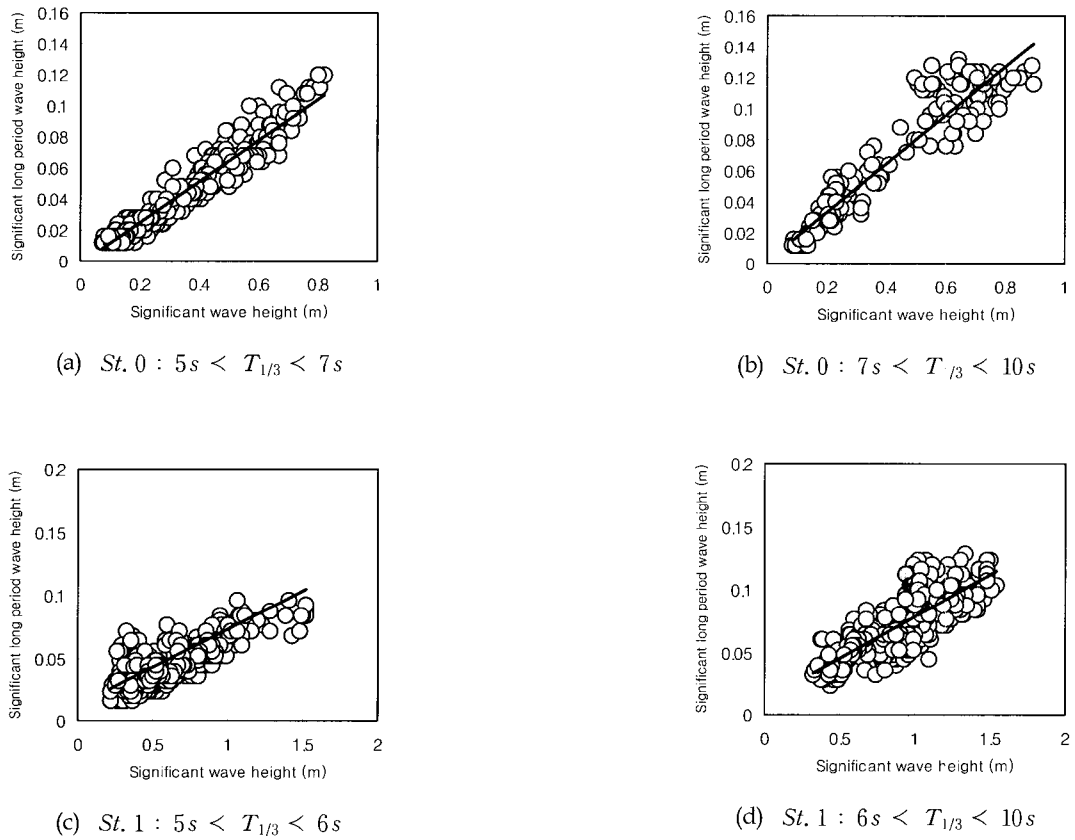 0.16
0.14
0.12
0.1
0.08
0.06
0.04
0.02
0
Significant long period wave height (m)
0 0.2 0.4 0.6 0.8 1
Significant wave height (m)
(a) St. 0 : 5s < T1/3 < 7s
0.16
0.14
0.12
0.1
0.08
0.06
0.04
0.02
0
Significant long period wave height (m)
0 0.2 0.4 0.6 0.8 1
Significant wave height (m)
(b) St. 0 : 7s < T /3 < 10s
0.2
0.15
0.1
0.05
0
Significant long period wave height (m)
0 0.5 1 1.5 2
Significant wave height (m)
(c) St. 1 : 5s < T1/3 < 6s
0.2
0.15
0.1
0.05
0
Significant long period wave height (m)
0 0.5 1 1.5 2
Significant wave height (m)
(d) St. 1 : 6s < T1/3 < 10s